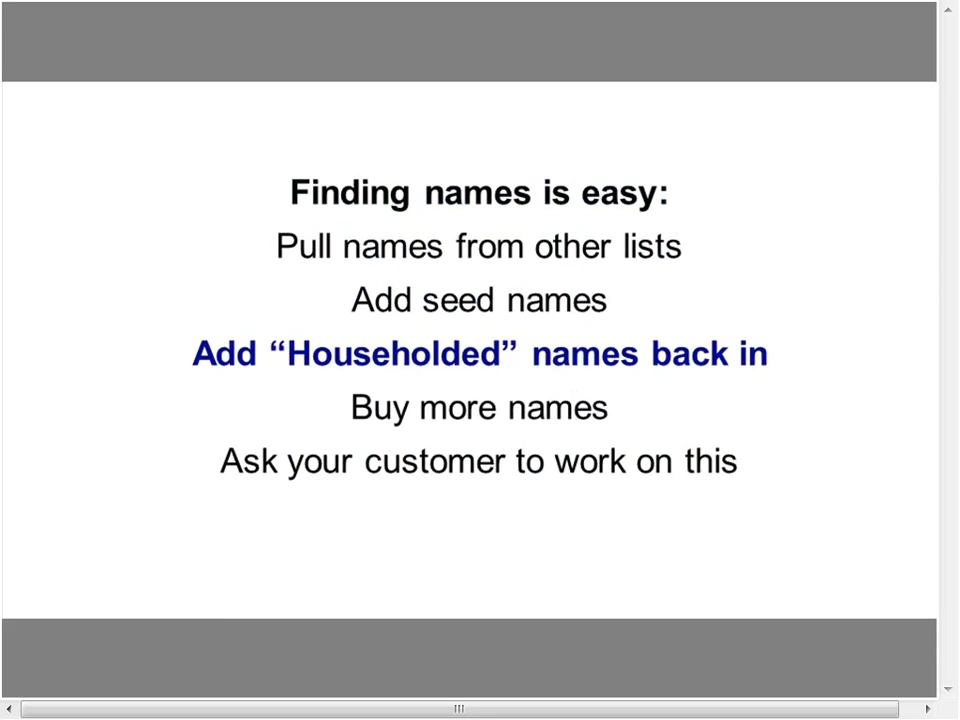 Finding names is easy:
Pull names from other lists
Add seed names
Add “Householded” names back in
Buy more names
Ask your customer to work on this